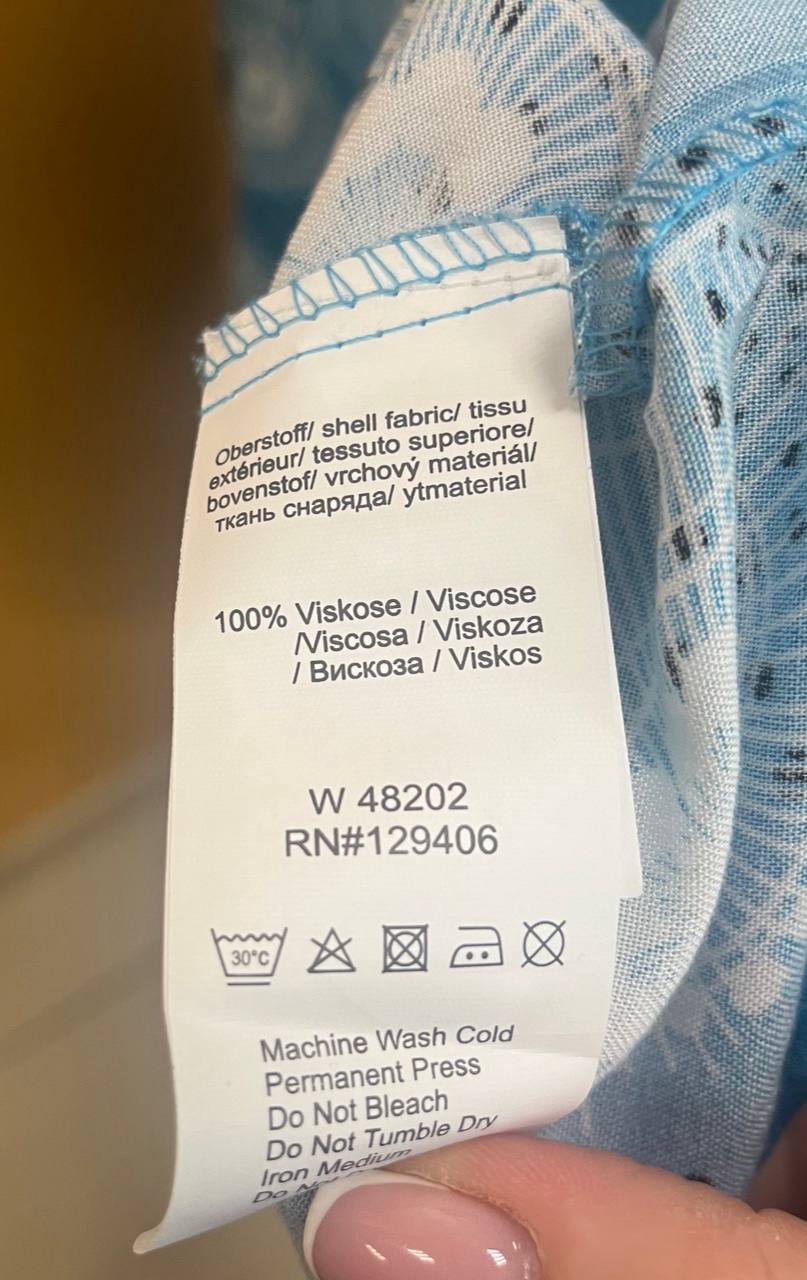 Oberstoff/ shell fabric/ tissu
extérieur/ tessuto superiore/
bovenstof/ vrchový materiál/
ткань снаряда/ ytmaterial
100% Viskose / Viscose
/Viscosa / Viskoza
/ Вискоза / Viskos
W 48202
RN#129406
30°C
Machine Wash Cold
Permanent Press
Do Not Bleach
Do Not Tumble Dry
Iron Medium
Do